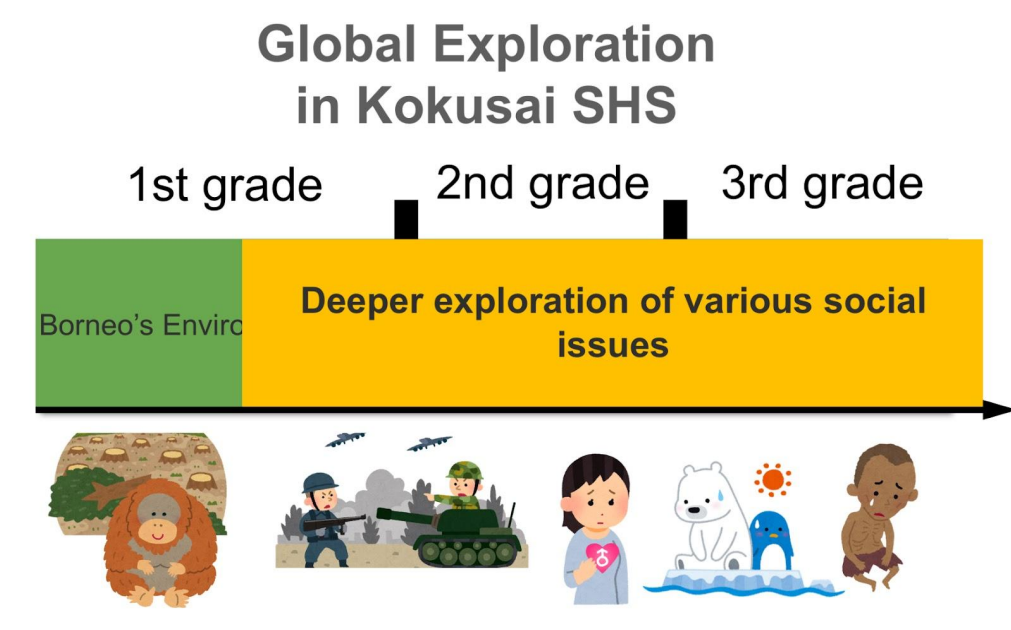 Global Exploration
in Kokusai SHS
1st grade
2nd grade
3rd grade
Borneo's Enviro
Deeper exploration of various social
issues